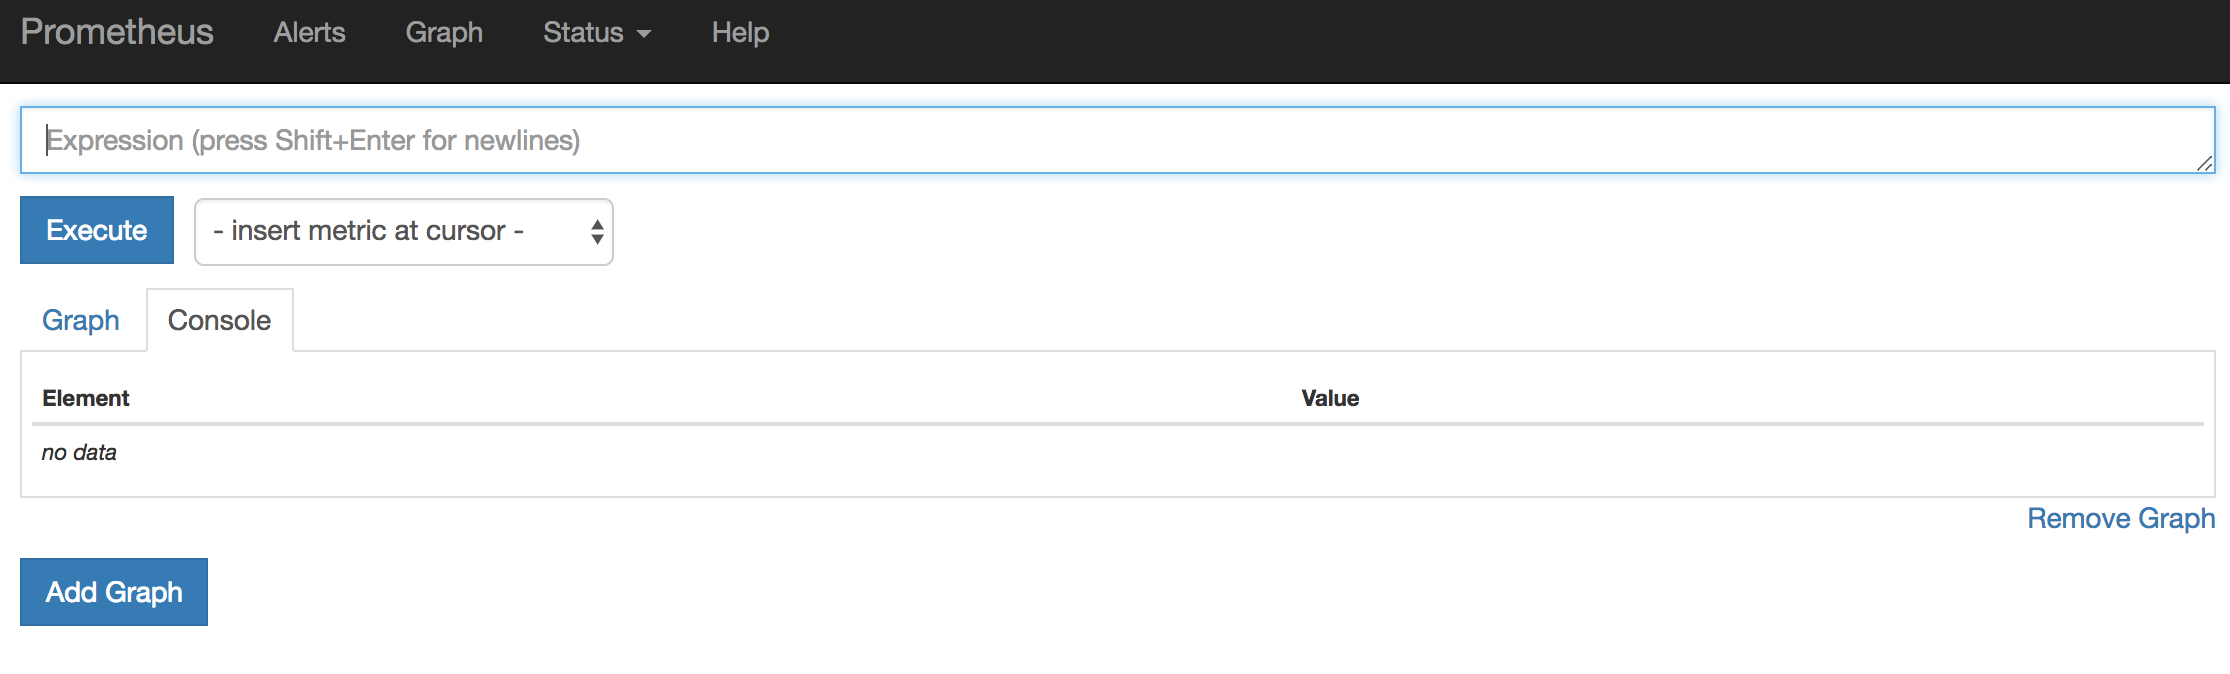 Prometheus Alerts Graph Status Help
Expression (press Shift+Enter for newlines)
Execute - insert metric at cursor -
Graph Console
Element Value
no data
Remove Graph
Add Graph